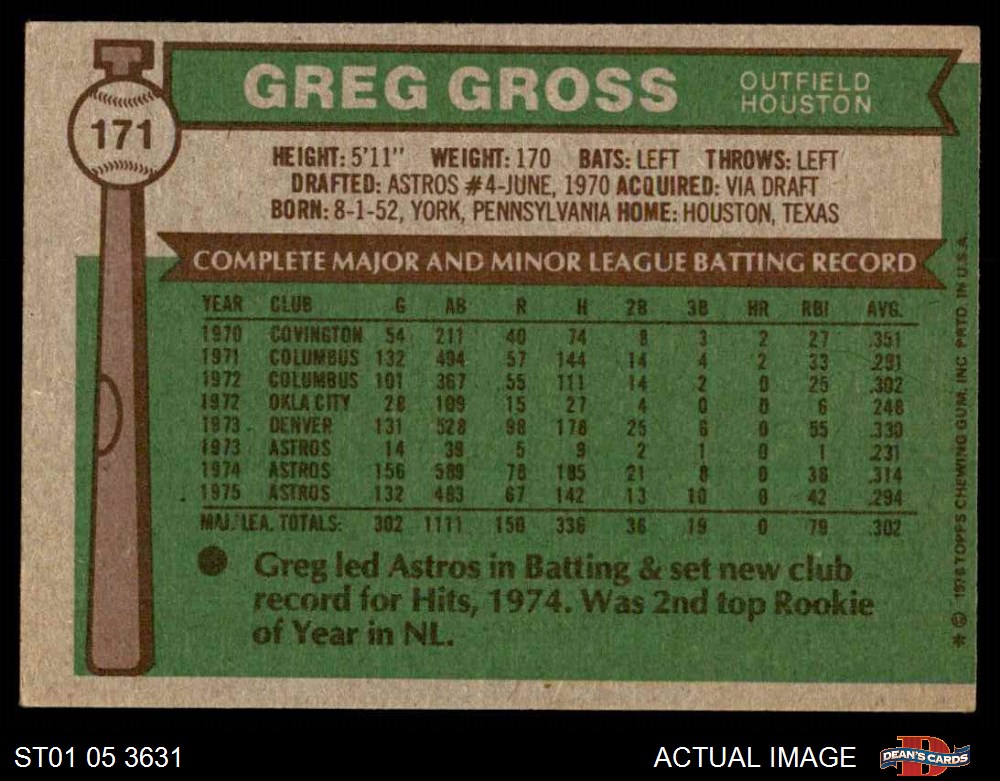 GREG GROSS
OUTFIELD
HOUSTON
171
HEIGHT: 5'11" WEIGHT: 170 BATS: LEFT THROWS: LEFT
DRAFTED: ASTROS #4-JUNE, 1970 ACQUIRED: VIA DRAFT
BORN: 8-1-52, YORK, PENNSYLVANIA HOME: HOUSTON, TEXAS
COMPLETE MAJOR AND MINOR LEAGUE BATTING RECORD
YEAR CLUB G AB R H 2B 3B HR RBI AVG.
1970 COVINGTON 54 211 40 74 8 3 2 27 .351
1971 COLUMBUS 132 494 57 144 14 4 2 33 .291
1972 COLUMBUS 101 367 55 111 14 2 0 25 .302
1972 OKLA CITY 28 109 15 27 4 0 0 6 .248
1973 DENVER 131 528 98 176 25 6 0 55 .330
1973 ASTROS 14 39 5 9 2 1 0 1 .231
1974 ASTROS 156 589 78 185 21 8 0 36 .314
1975 ASTROS 132 483 67 142 13 10 0 42 .294
MAJ. LEA. TOTALS: 302 1111 150 336 36 19 0 79 .302
● Greg led Astros in Batting & set new club
record for Hits, 1974. Was 2nd top Rookie
of Year in NL.
* © 1976 TOPPS CHEWING GUM, INC. PRTD. IN U.S.A.
ST01 05 3631
ACTUAL IMAGE
DEAN'S CARDS